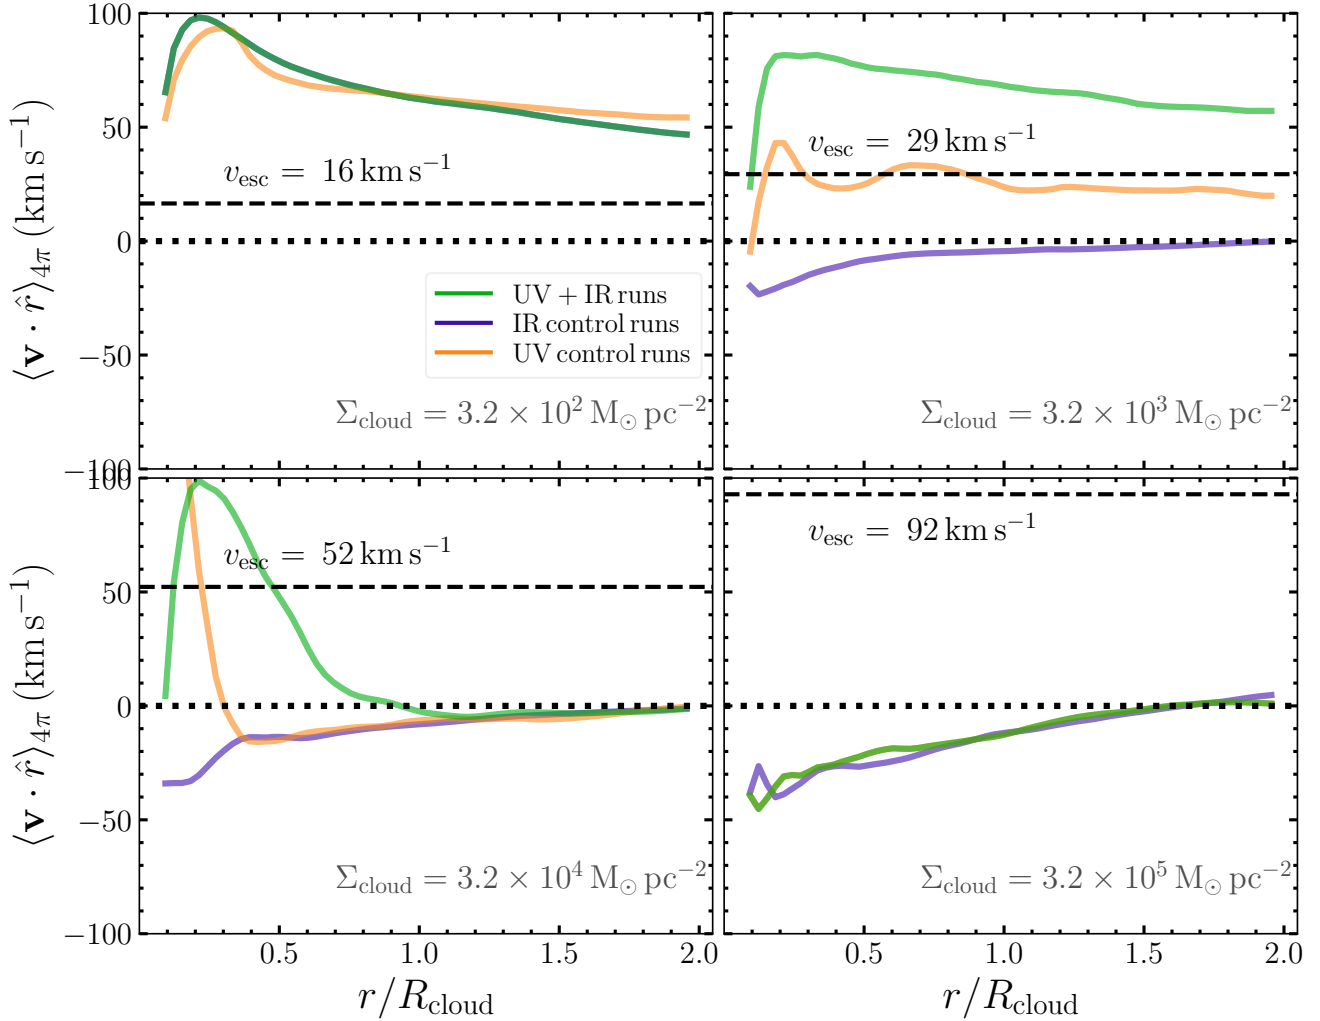 100
50
0
−50
−100
⟨v · r̂⟩4π (km s−1)
vesc = 16 km s−1
UV + IR runs
IR control runs
UV control runs
Σcloud = 3.2 × 10² M⊙ pc−2
vesc = 29 km s−1
Σcloud = 3.2 × 10³ M⊙ pc−2
100
50
0
−50
−100
⟨v · r̂⟩4π (km s−1)
vesc = 52 km s−1
Σcloud = 3.2 × 10⁴ M⊙ pc−2
0.5 1.0 1.5 2.0
r/Rcloud
vesc = 92 km s−1
Σcloud = 3.2 × 10⁵ M⊙ pc−2
0.5 1.0 1.5 2.0
r/Rcloud